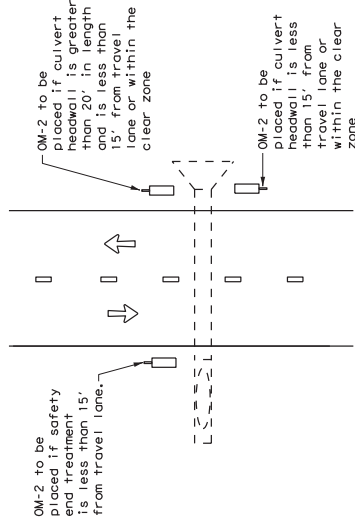 OM-2 to be
placed if safety
end treatment
is less than 15'
from travel lane.
OM-2 to be
placed if culvert
headwall is greater
than 20' in length
and is less than
15' from travel
lane or within the
clear zone
OM-2 to be
placed if culvert
headwall is less
than 15' from
travel lane or
within the clear
zone